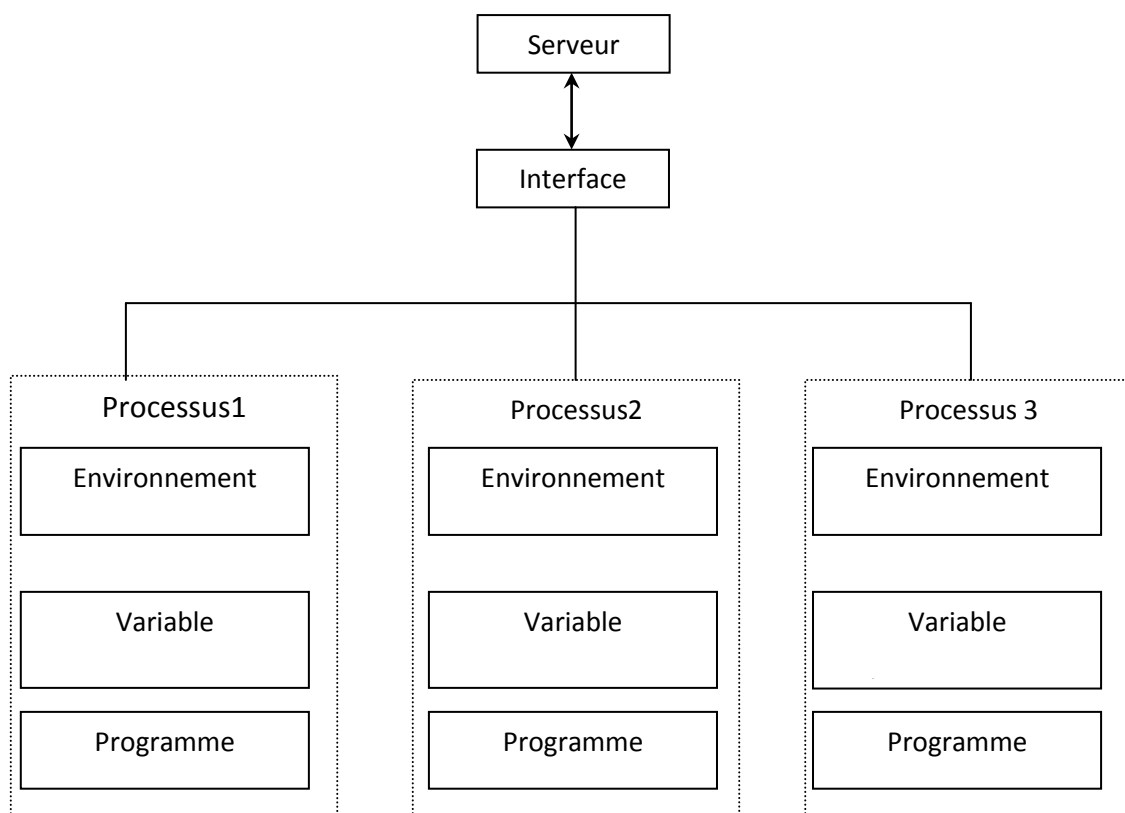 Serveur
Interface
Processus1
Environnement
Variable
Programme
Processus2
Environnement
Variable
Programme
Processus 3
Environnement
Variable
Programme